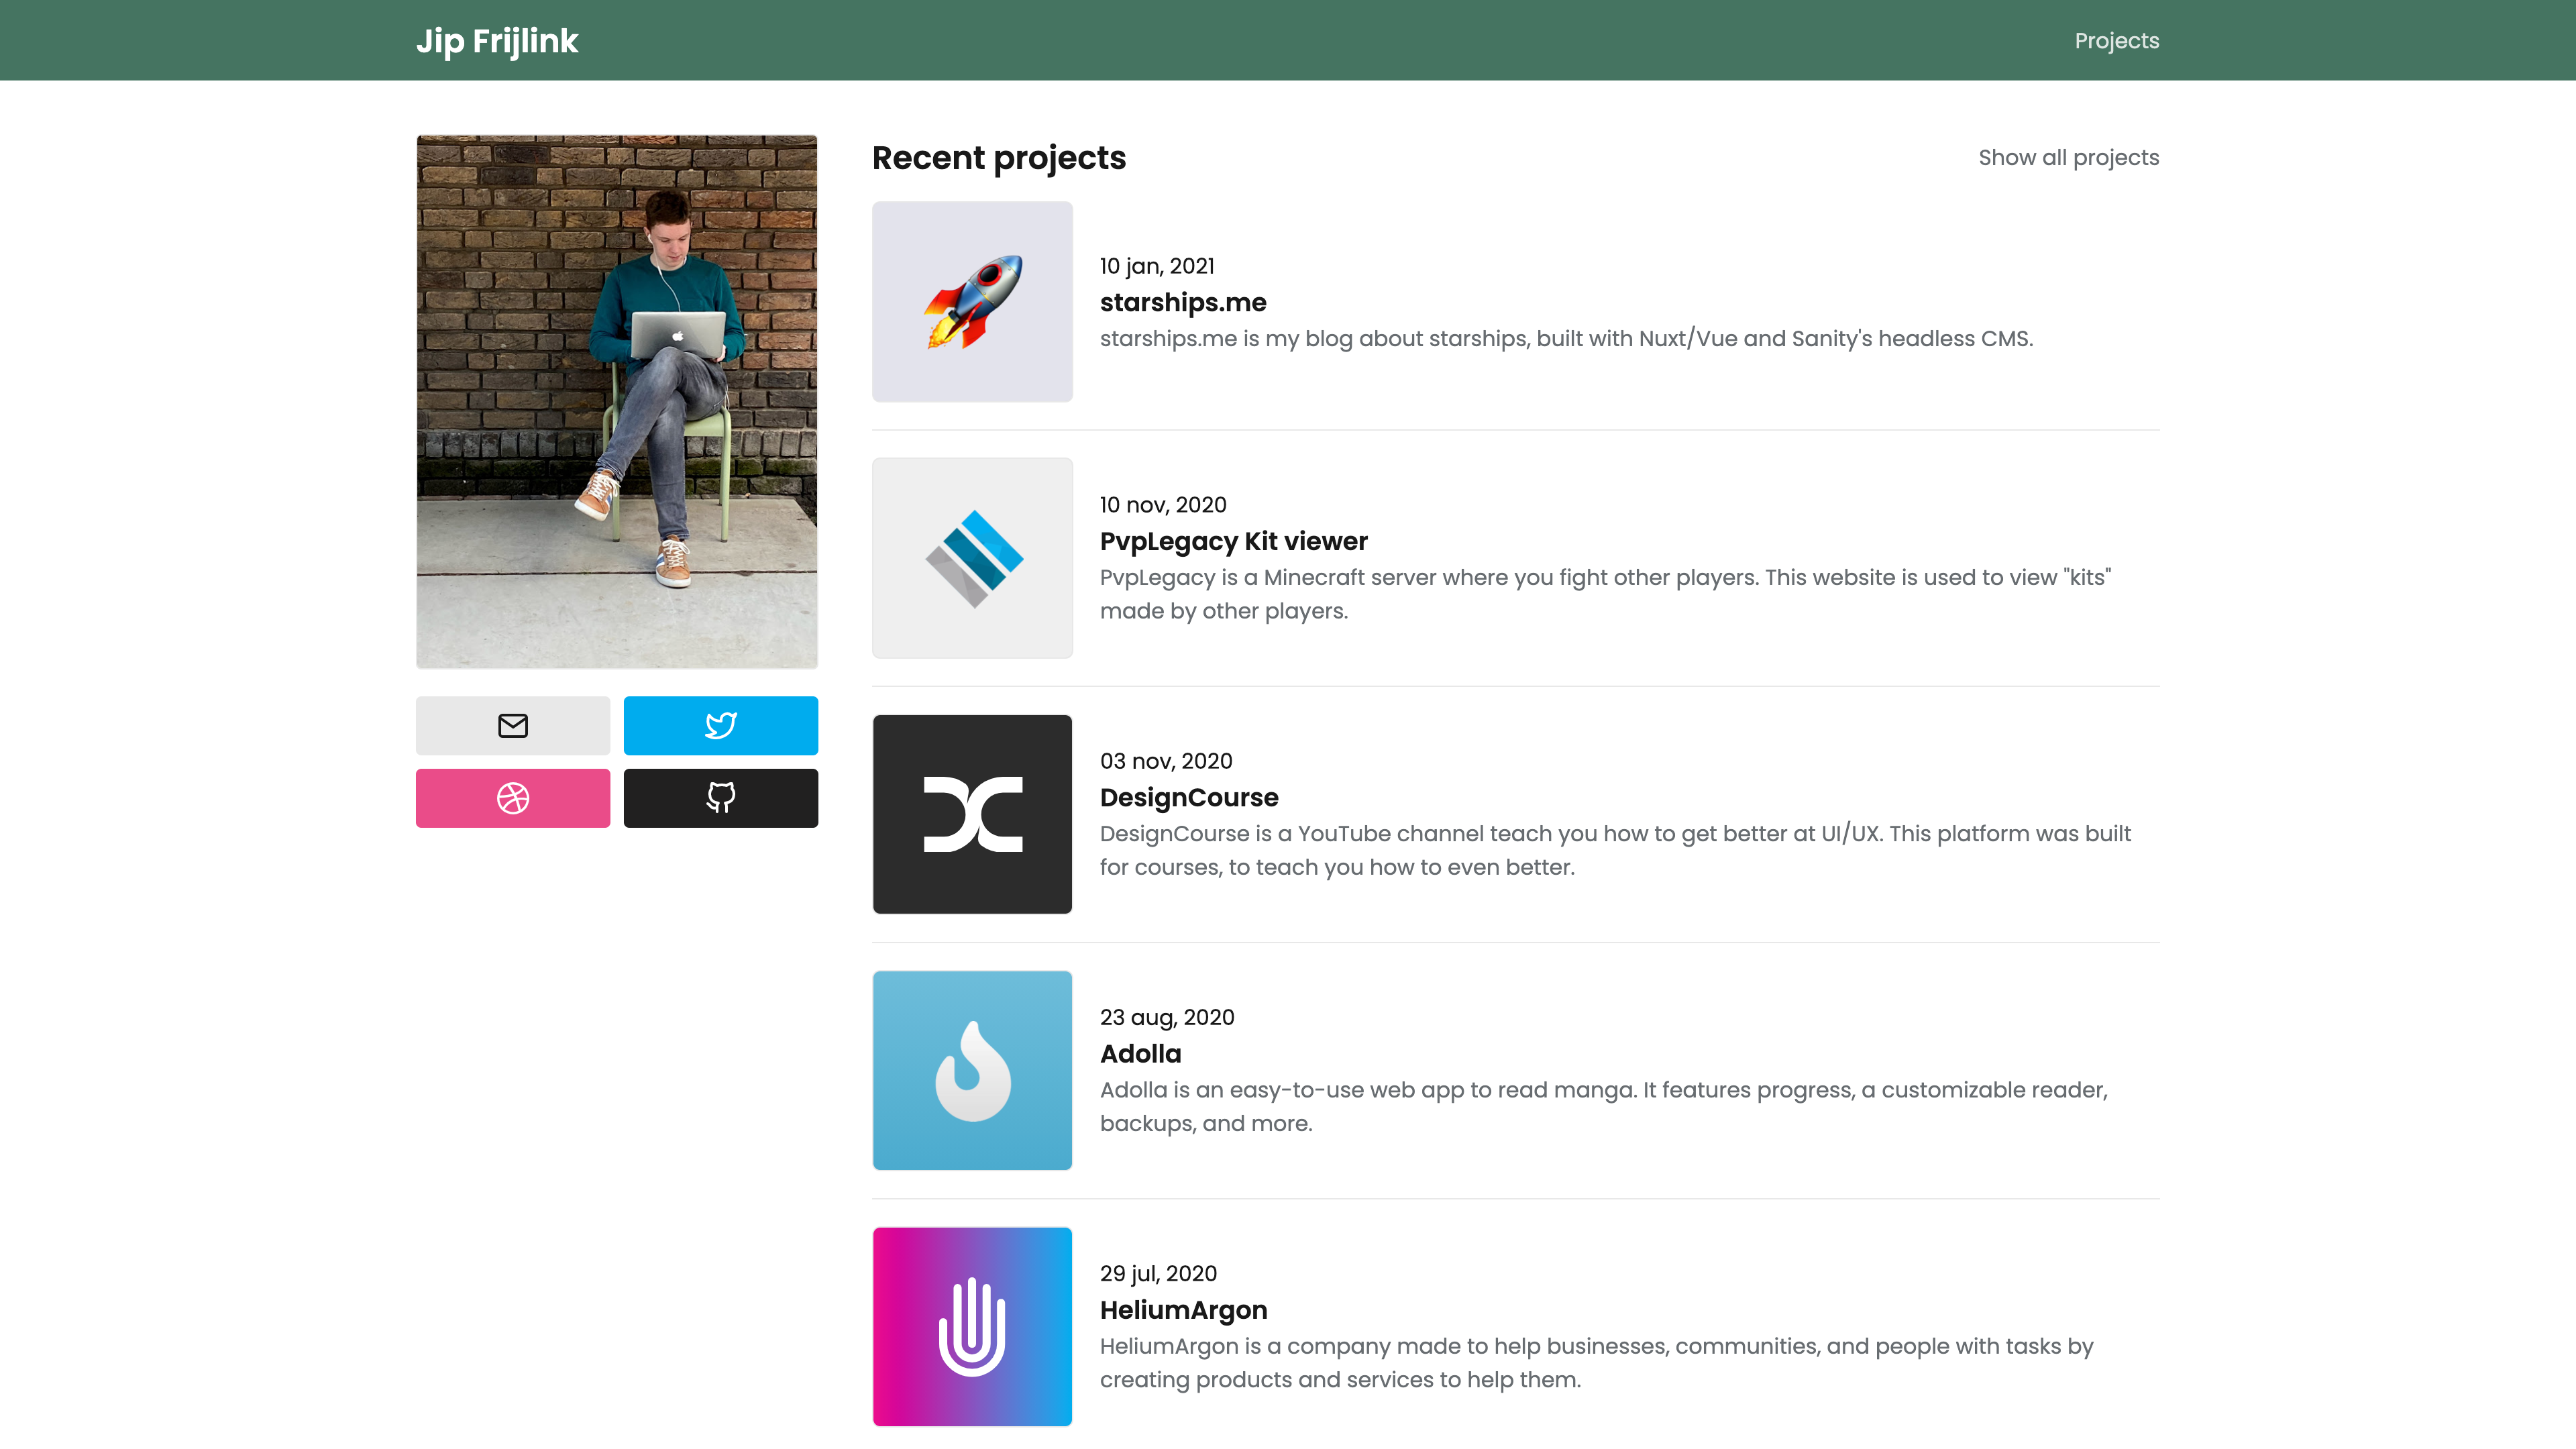 Jip Frijlink
Projects
Recent projects
Show all projects
10 jan, 2021
starships.me
starships.me is my blog about starships, built with Nuxt/Vue and Sanity's headless CMS.
10 nov, 2020
PvpLegacy Kit viewer
PvpLegacy is a Minecraft server where you fight other players. This website is used to view "kits"
made by other players.
03 nov, 2020
DesignCourse
DesignCourse is a YouTube channel teach you how to get better at UI/UX. This platform was built
for courses, to teach you how to even better.
23 aug, 2020
Adolla
Adolla is an easy-to-use web app to read manga. It features progress, a customizable reader,
backups, and more.
29 jul, 2020
HeliumArgon
HeliumArgon is a company made to help businesses, communities, and people with tasks by
creating products and services to help them.